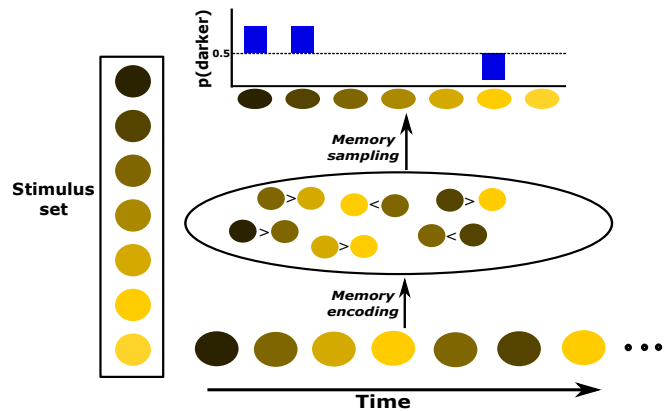 p(darker)
0.5
Memory
sampling
Stimulus
set
> < >
> > <
Memory
encoding
Time